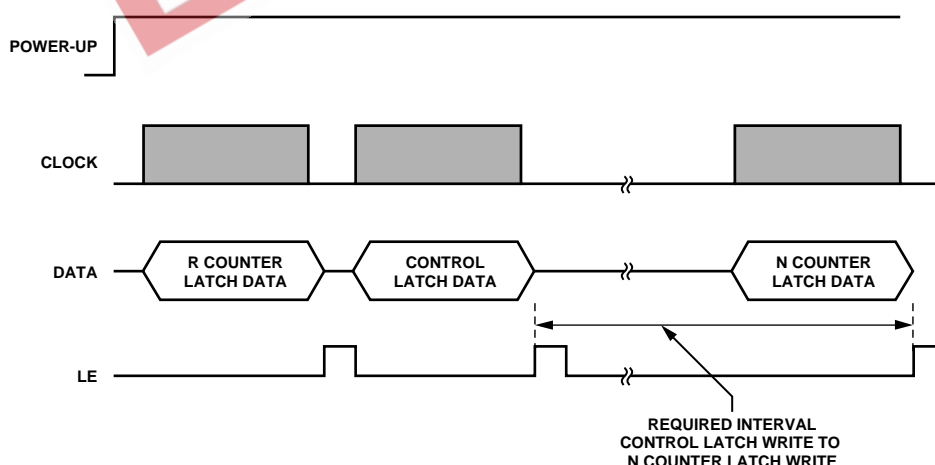 POWER-UP
CLOCK
DATA
R COUNTER
LATCH DATA
CONTROL
LATCH DATA
N COUNTER
LATCH DATA
LE
REQUIRED INTERVAL
CONTROL LATCH WRITE TO
N COUNTER LATCH WRITE